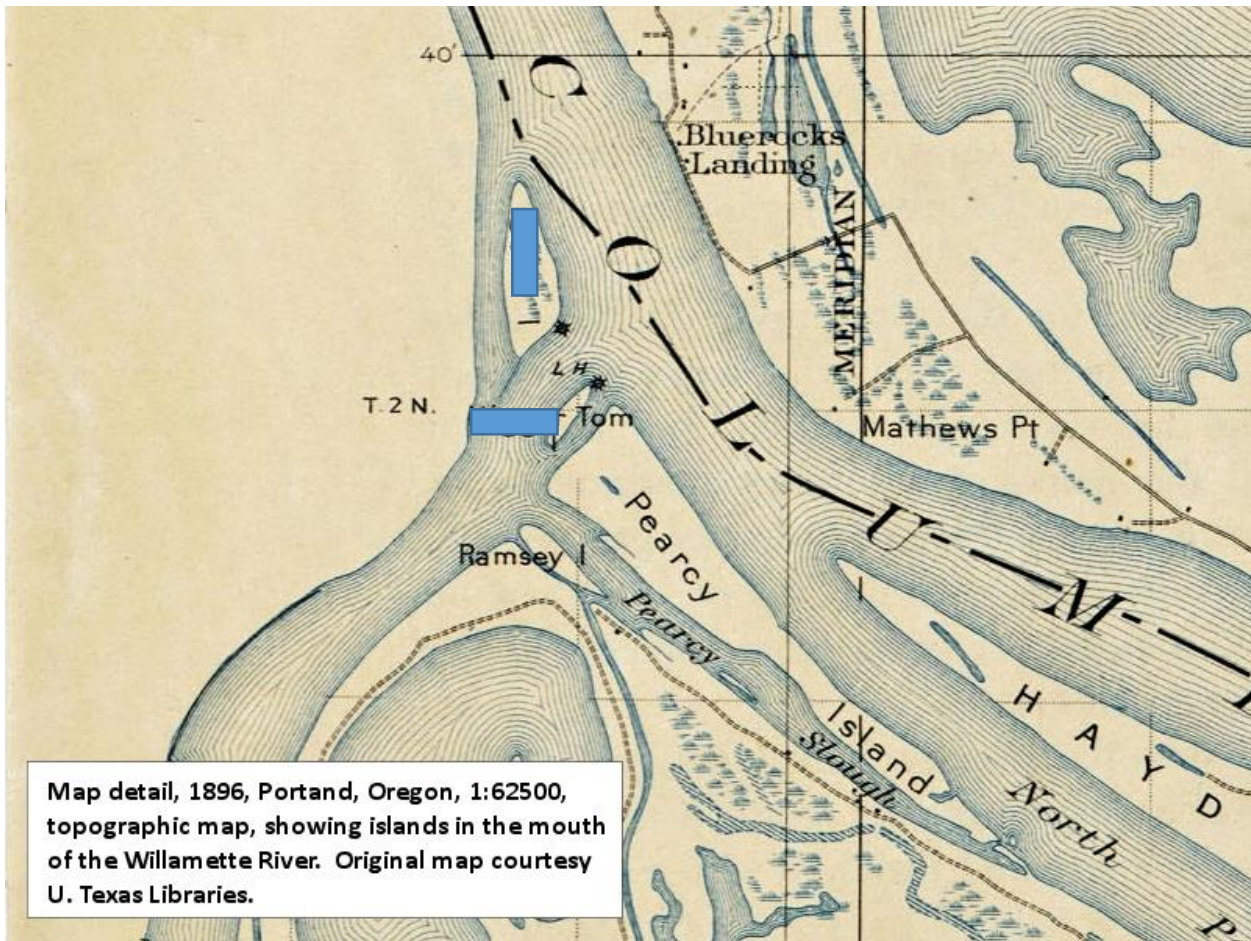 40'
C
O
L
U
M
Bluerocks
Landing
MERIDIAN
I
L H
T. 2 N.
Tom
Mathews Pt
Pearcy
Ramsey I
Pearcy
Island
Slough
H A Y D
North
P
Map detail, 1896, Portand, Oregon, 1:62500,
topographic map, showing islands in the mouth
of the Willamette River. Original map courtesy
U. Texas Libraries.